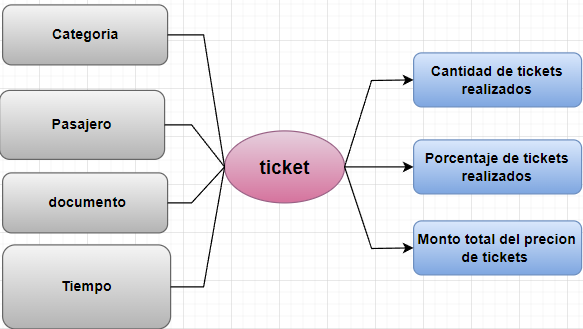 Categoria
Pasajero
documento
Tiempo
ticket
Cantidad de tickets
realizados
Porcentaje de tickets
realizados
Monto total del precion
de tickets